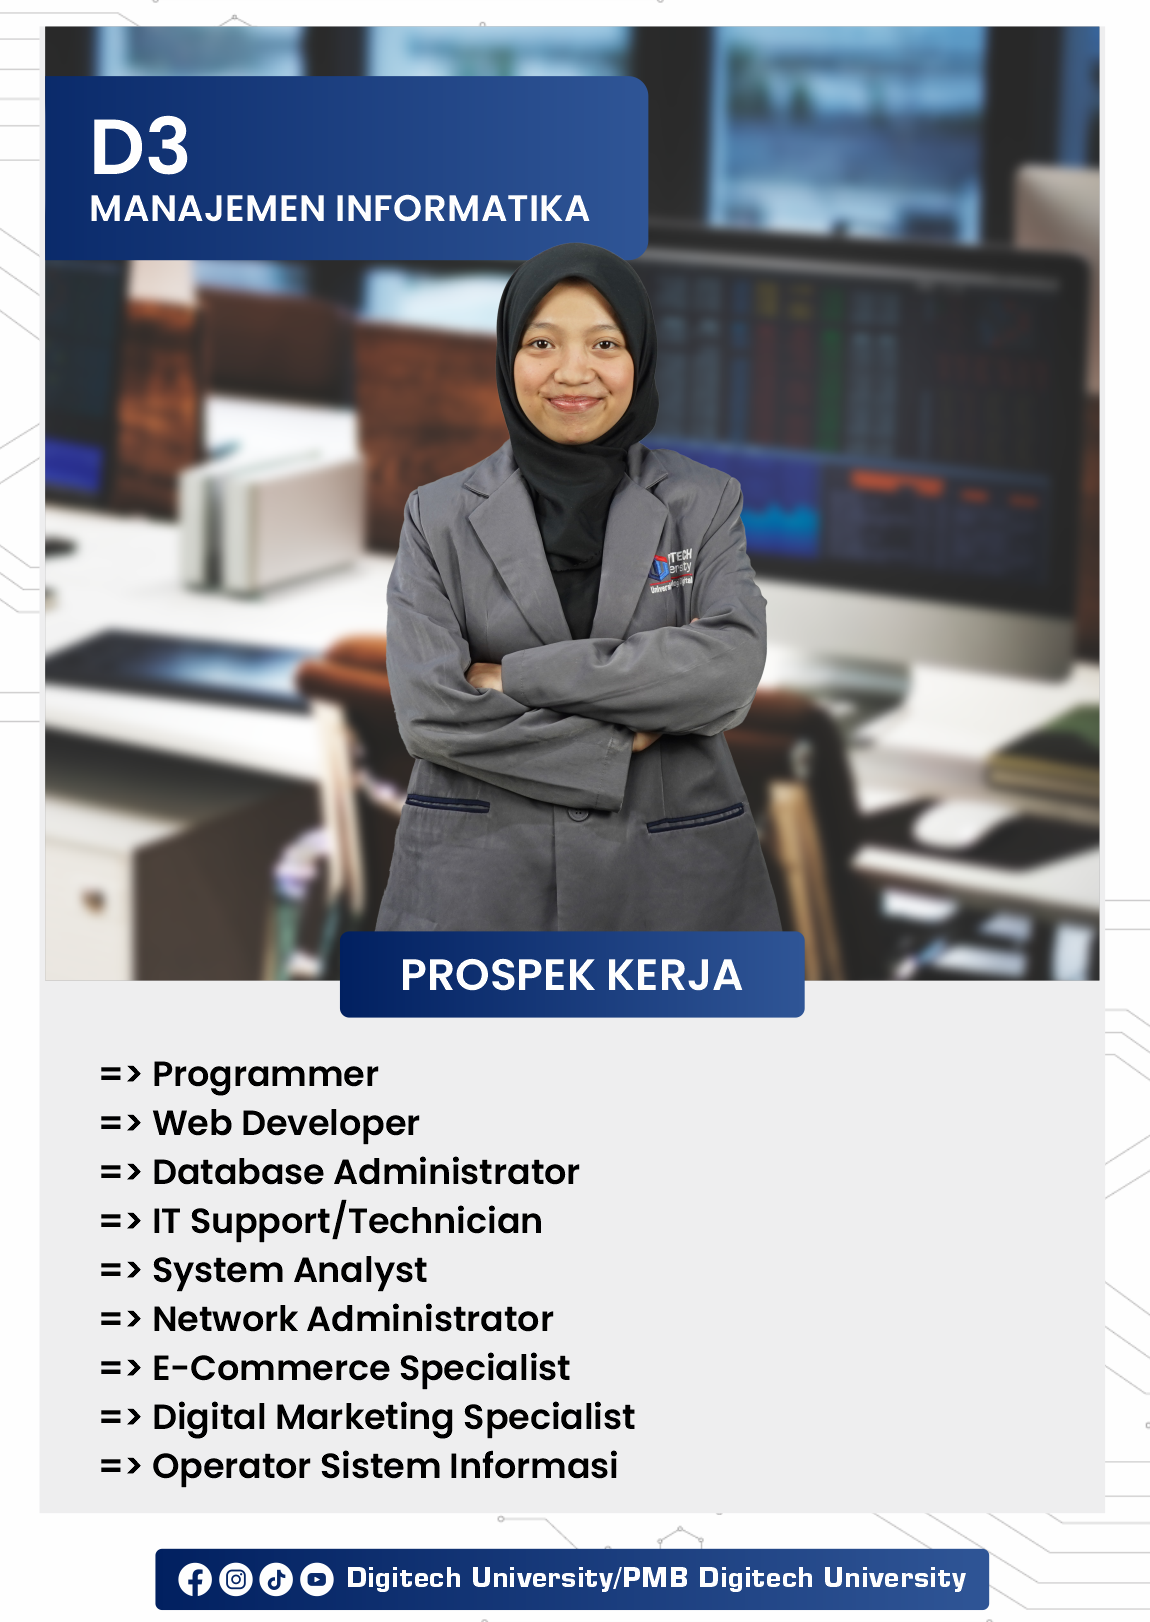 D3
MANAJEMEN INFORMATIKA
PROSPEK KERJA
=> Programmer
=> Web Developer
=> Database Administrator
=> IT Support/Technician
=> System Analyst
=> Network Administrator
=> E-Commerce Specialist
=> Digital Marketing Specialist
=> Operator Sistem Informasi
Digitech University/PMB Digitech University